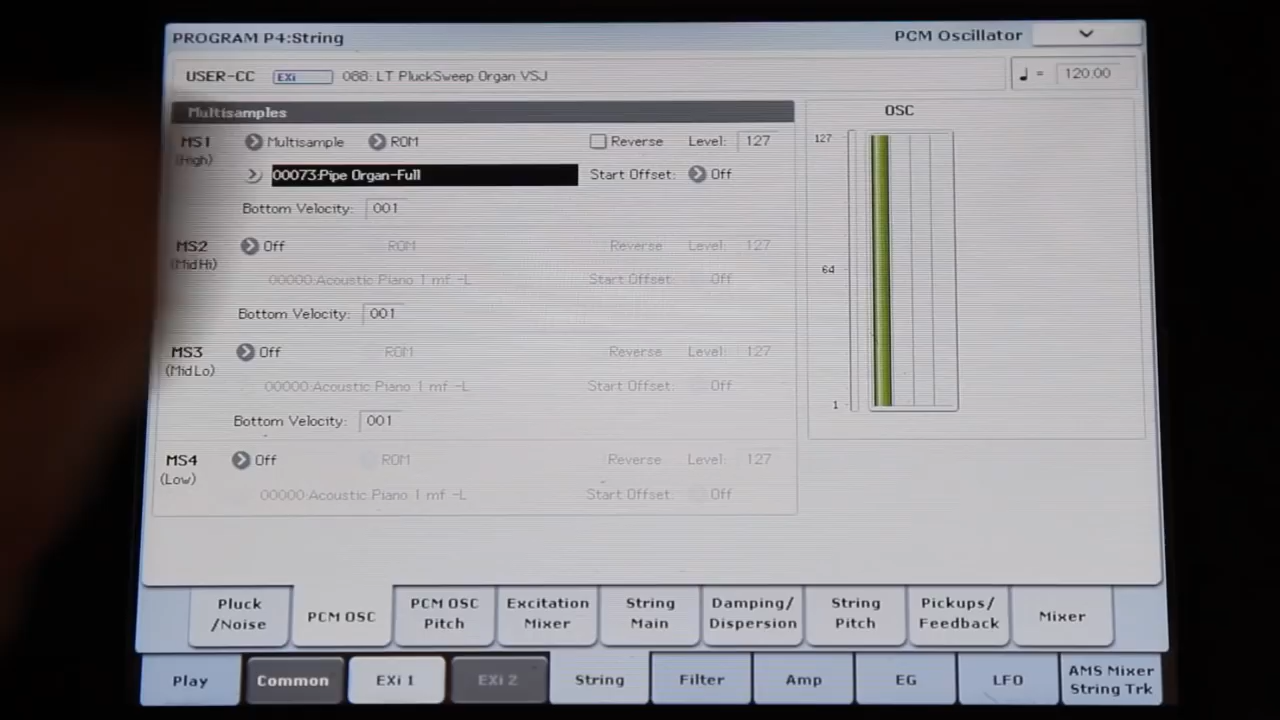 PROGRAM P4:String PCM Oscillator
USER-CC EXi 088: LT PluckSweep Organ VSJ ♩ = 120.00
Multisamples OSC
MS1 Multisample ROM Reverse Level: 127 127
(High)
00073:Pipe Organ-Full Start Offset: Off
Bottom Velocity: 001
MS2 Off ROM Reverse Level: 127
(Mid Hi)
64
00000:Acoustic Piano 1 mf -L Start Offset: Off
Bottom Velocity: 001
MS3 Off ROM Reverse Level: 127
(Mid Lo)
00000:Acoustic Piano 1 mf -L Start Offset: Off
1
Bottom Velocity: 001
MS4 Off ROM Reverse Level: 127
(Low)
00000:Acoustic Piano 1 mf -L Start Offset: Off
Pluck
/Noise
PCM OSC
PCM OSC
Pitch
Excitation
Mixer
String
Main
Damping/
Dispersion
String
Pitch
Pickups/
Feedback
Mixer
Play
Common
EXi 1
EXi 2
String
Filter
Amp
EG
LFO
AMS Mixer
String Trk